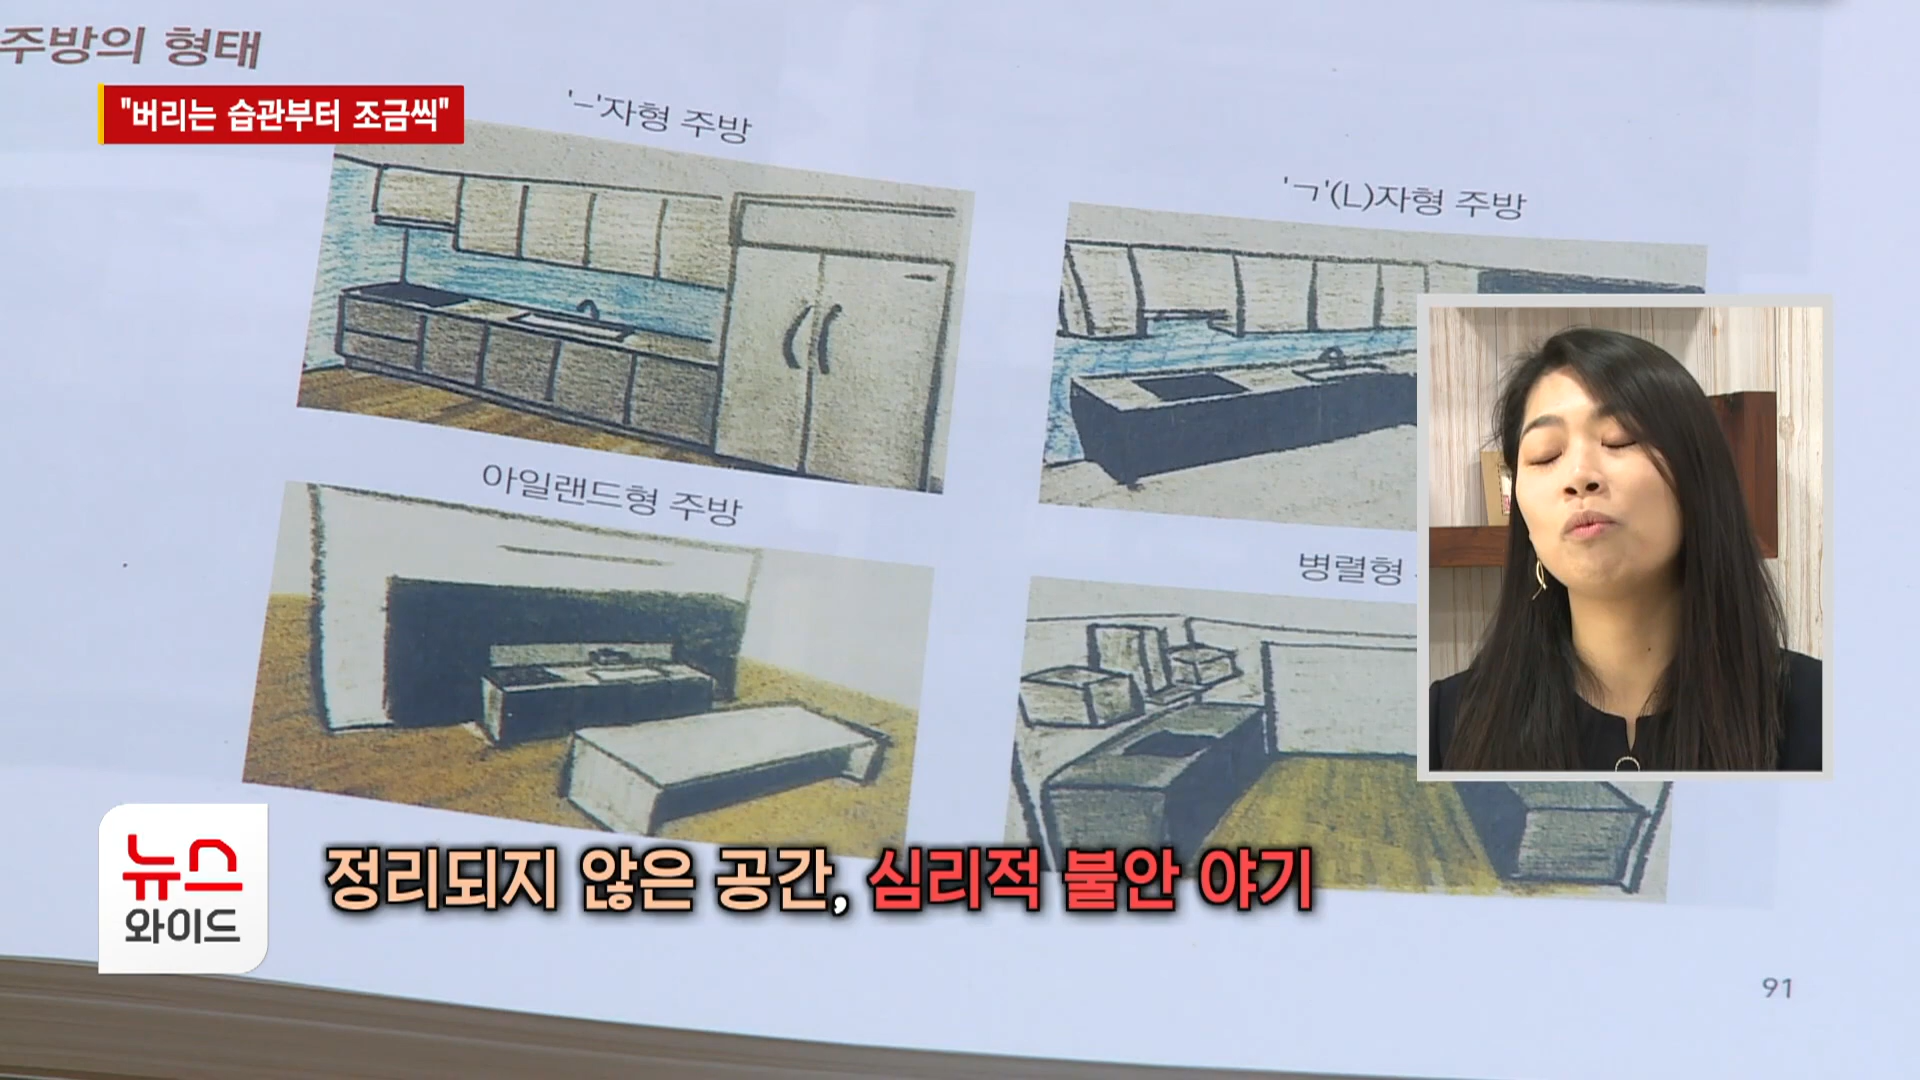 주방의 형태
"버리는 습관부터 조금씩"
'ㅡ'자형 주방
'ㄱ'(L)자형 주방
아일랜드형 주방
병렬형
정리되지 않은 공간, 심리적 불안 야기
뉴스
와이드
91